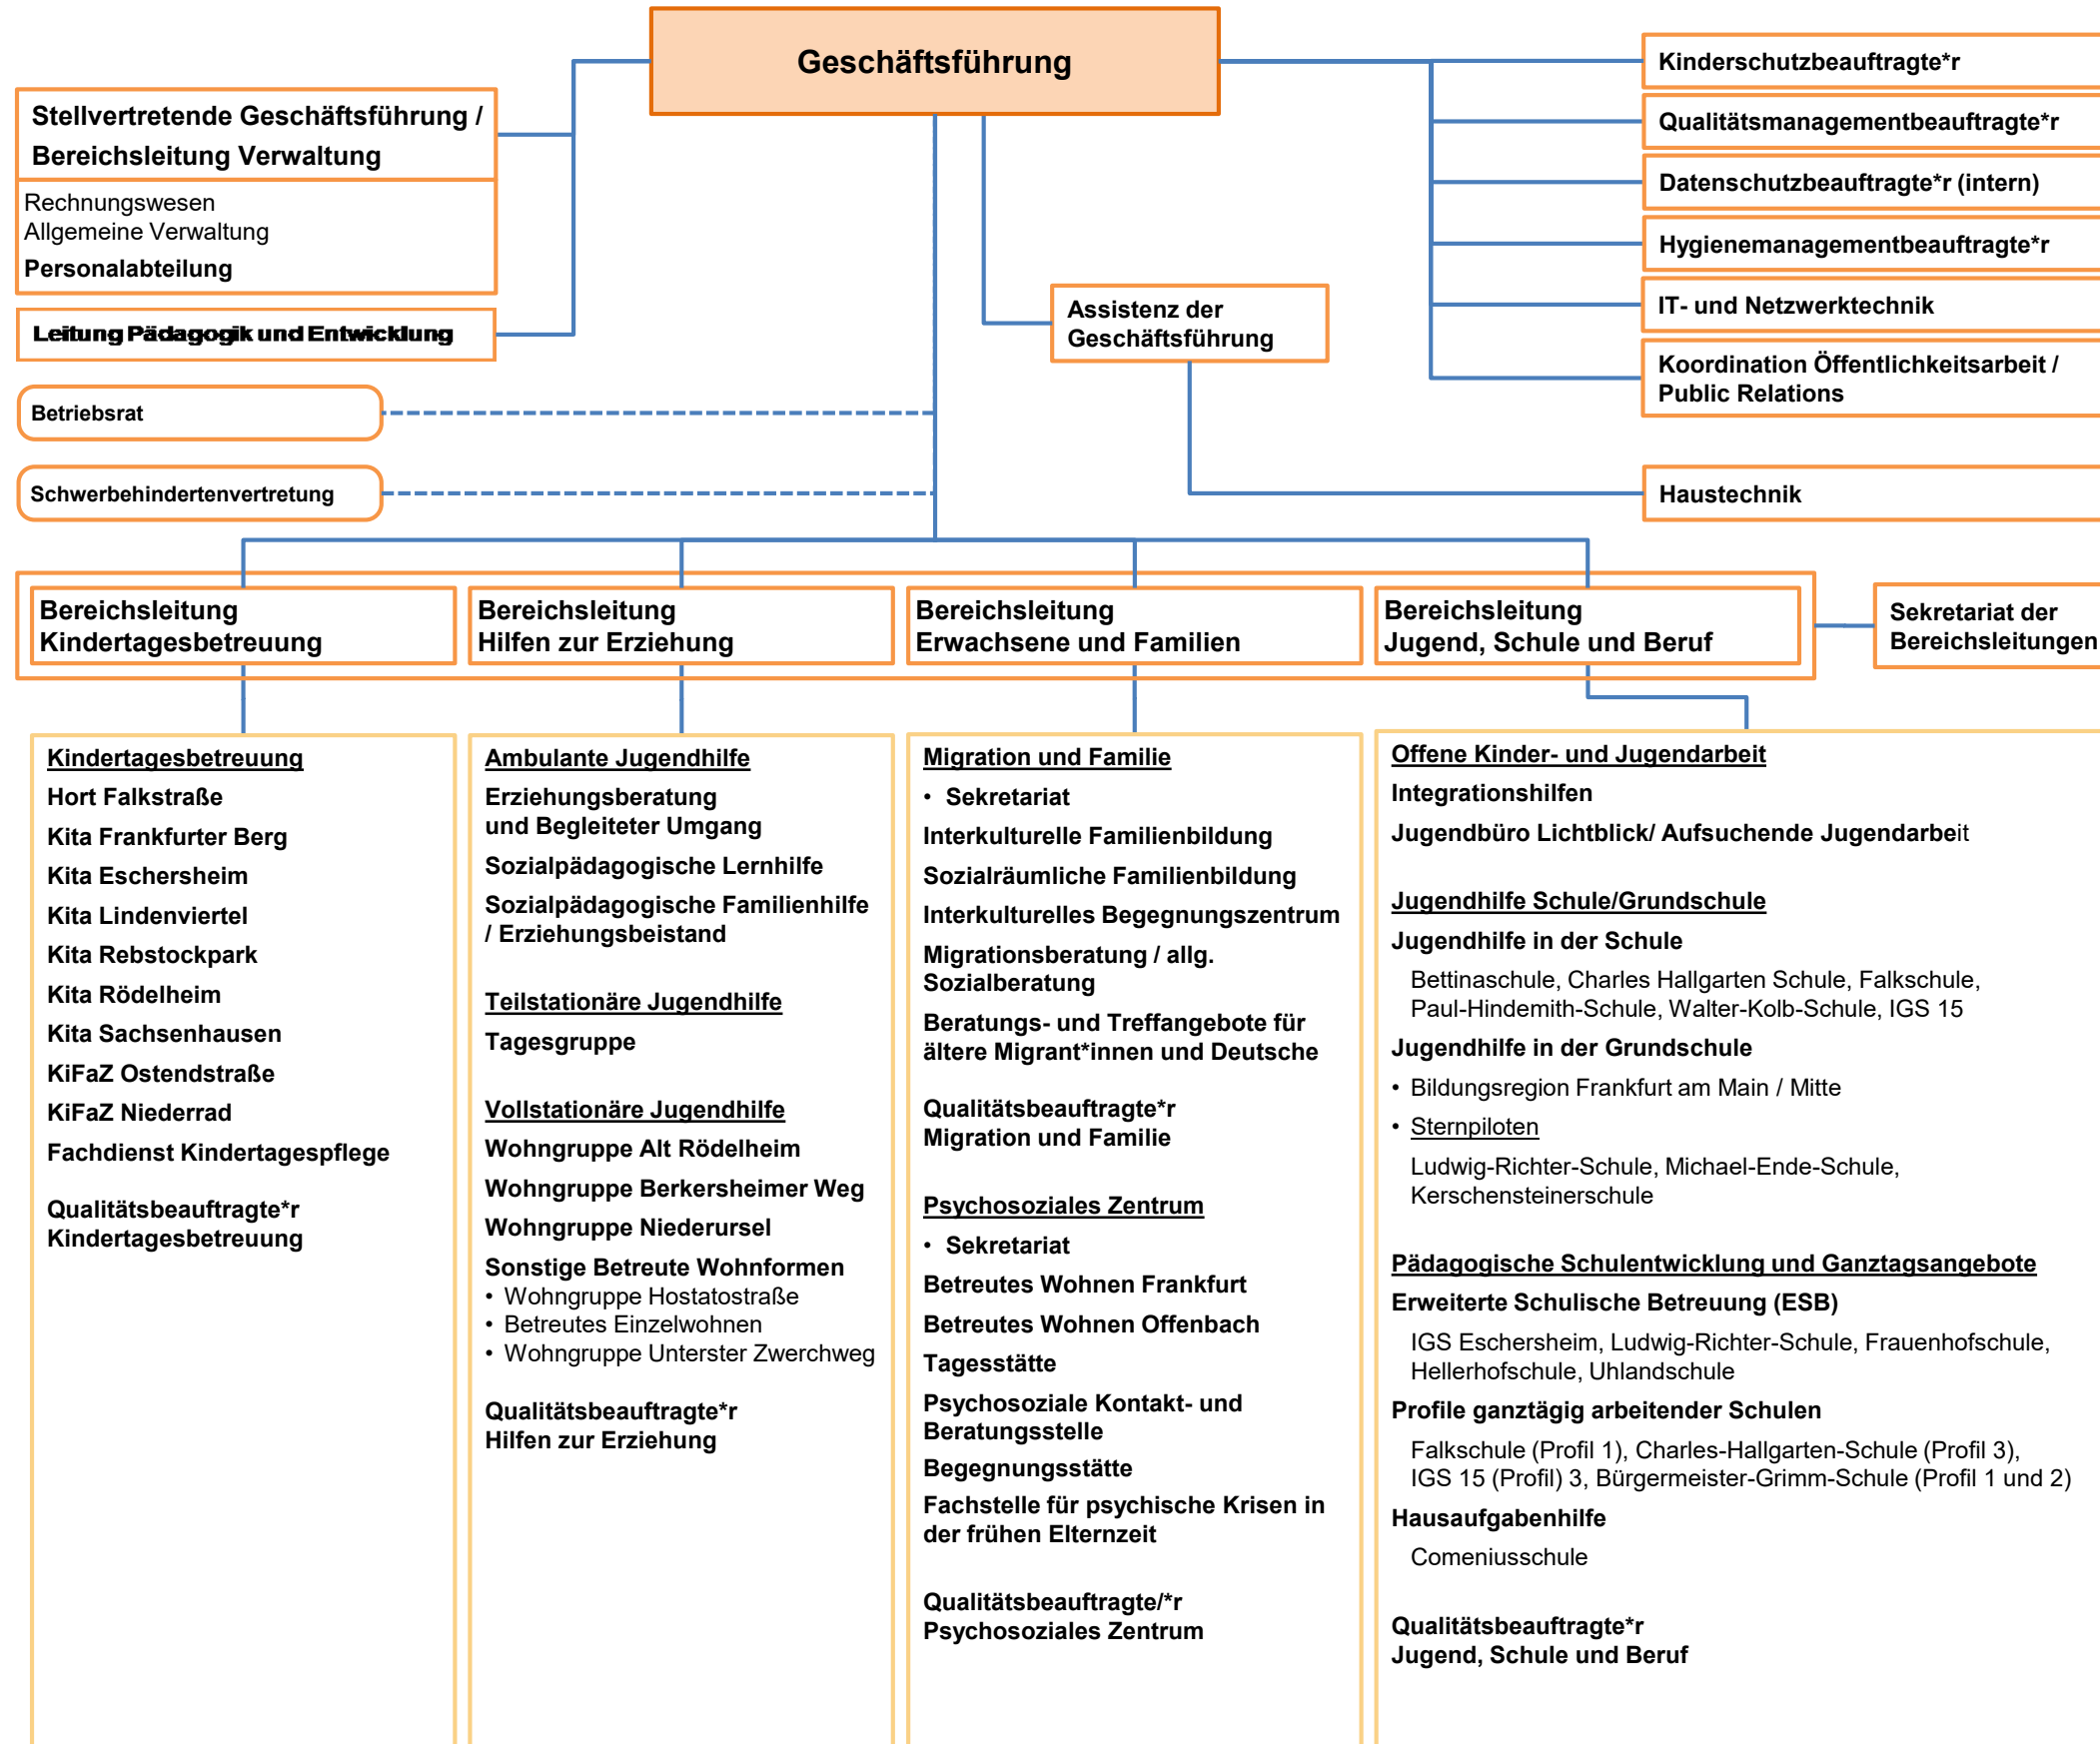 Geschäftsführung
Stellvertretende Geschäftsführung /
Bereichsleitung Verwaltung
Rechnungswesen
Allgemeine Verwaltung
Personalabteilung
Leitung Pädagogik und Entwicklung
Betriebsrat
Schwerbehindertenvertretung
Assistenz der
Geschäftsführung
Kinderschutzbeauftragte*r
Qualitätsmanagementbeauftragte*r
Datenschutzbeauftragte*r (intern)
Hygienemanagementbeauftragte*r
IT- und Netzwerktechnik
Koordination Öffentlichkeitsarbeit /
Public Relations
Haustechnik
Bereichsleitung
Kindertagesbetreuung
Bereichsleitung
Hilfen zur Erziehung
Bereichsleitung
Erwachsene und Familien
Bereichsleitung
Jugend, Schule und Beruf
Sekretariat der
Bereichsleitungen
Kindertagesbetreuung
Hort Falkstraße
Kita Frankfurter Berg
Kita Eschersheim
Kita Lindenviertel
Kita Rebstockpark
Kita Rödelheim
Kita Sachsenhausen
KiFaZ Ostendstraße
KiFaZ Niederrad
Fachdienst Kindertagespflege
Qualitätsbeauftragte*r
Kindertagesbetreuung
Ambulante Jugendhilfe
Erziehungsberatung
und Begleiteter Umgang
Sozialpädagogische Lernhilfe
Sozialpädagogische Familienhilfe
/ Erziehungsbeistand
Teilstationäre Jugendhilfe
Tagesgruppe
Vollstationäre Jugendhilfe
Wohngruppe Alt Rödelheim
Wohngruppe Berkersheimer Weg
Wohngruppe Niederursel
Sonstige Betreute Wohnformen
• Wohngruppe Hostatostraße
• Betreutes Einzelwohnen
• Wohngruppe Unterster Zwerchweg
Qualitätsbeauftragte*r
Hilfen zur Erziehung
Migration und Familie
• Sekretariat
Interkulturelle Familienbildung
Sozialräumliche Familienbildung
Interkulturelles Begegnungszentrum
Migrationsberatung / allg.
Sozialberatung
Beratungs- und Treffangebote für
ältere Migrant*innen und Deutsche
Qualitätsbeauftragte*r
Migration und Familie
Psychosoziales Zentrum
• Sekretariat
Betreutes Wohnen Frankfurt
Betreutes Wohnen Offenbach
Tagesstätte
Psychosoziale Kontakt- und
Beratungsstelle
Begegnungsstätte
Fachstelle für psychische Krisen in
der frühen Elternzeit
Qualitätsbeauftragte/*r
Psychosoziales Zentrum
Offene Kinder- und Jugendarbeit
Integrationshilfen
Jugendbüro Lichtblick/ Aufsuchende Jugendarbeit
Jugendhilfe Schule/Grundschule
Jugendhilfe in der Schule
Bettinaschule, Charles Hallgarten Schule, Falkschule,
Paul-Hindemith-Schule, Walter-Kolb-Schule, IGS 15
Jugendhilfe in der Grundschule
• Bildungsregion Frankfurt am Main / Mitte
• Sternpiloten
Ludwig-Richter-Schule, Michael-Ende-Schule,
Kerschensteinerschule
Pädagogische Schulentwicklung und Ganztagsangebote
Erweiterte Schulische Betreuung (ESB)
IGS Eschersheim, Ludwig-Richter-Schule, Frauenhofschule,
Hellerhofschule, Uhlandschule
Profile ganztägig arbeitender Schulen
Falkschule (Profil 1), Charles-Hallgarten-Schule (Profil 3),
IGS 15 (Profil) 3, Bürgermeister-Grimm-Schule (Profil 1 und 2)
Hausaufgabenhilfe
Comeniusschule
Qualitätsbeauftragte*r
Jugend, Schule und Beruf